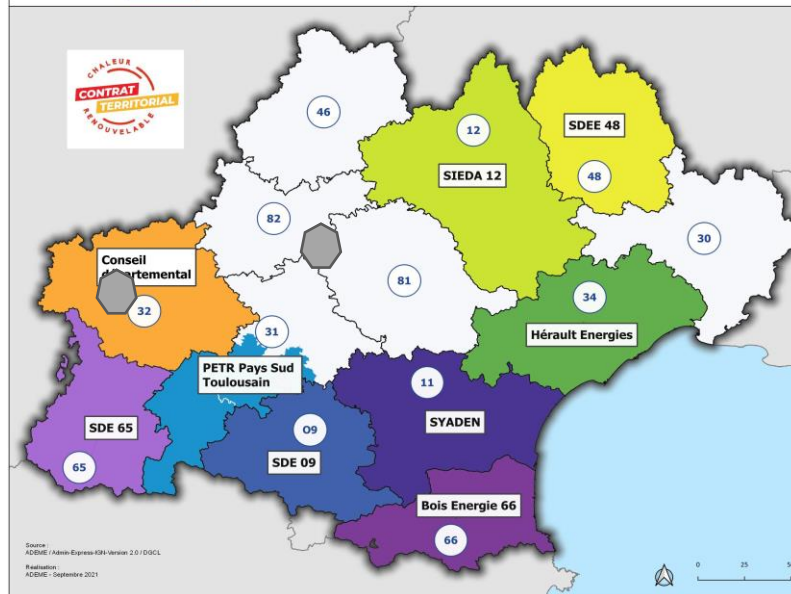 CHALEUR
CONTRAT
TERRITORIAL
RENOUVELABLE
46
12
SDEE 48
SIEDA 12
48
82
30
Conseil
départemental
81
32
34
31
Hérault Energies
PETR Pays Sud
Toulousain
11
SDE 65
O9
SYADEN
65
SDE 09
Bois Energie 66
66
Source :
ADEME / Admin-Express-IGN-Version 2.0 / DGCL
Réalisation :
ADEME - Septembre 2021
0
25